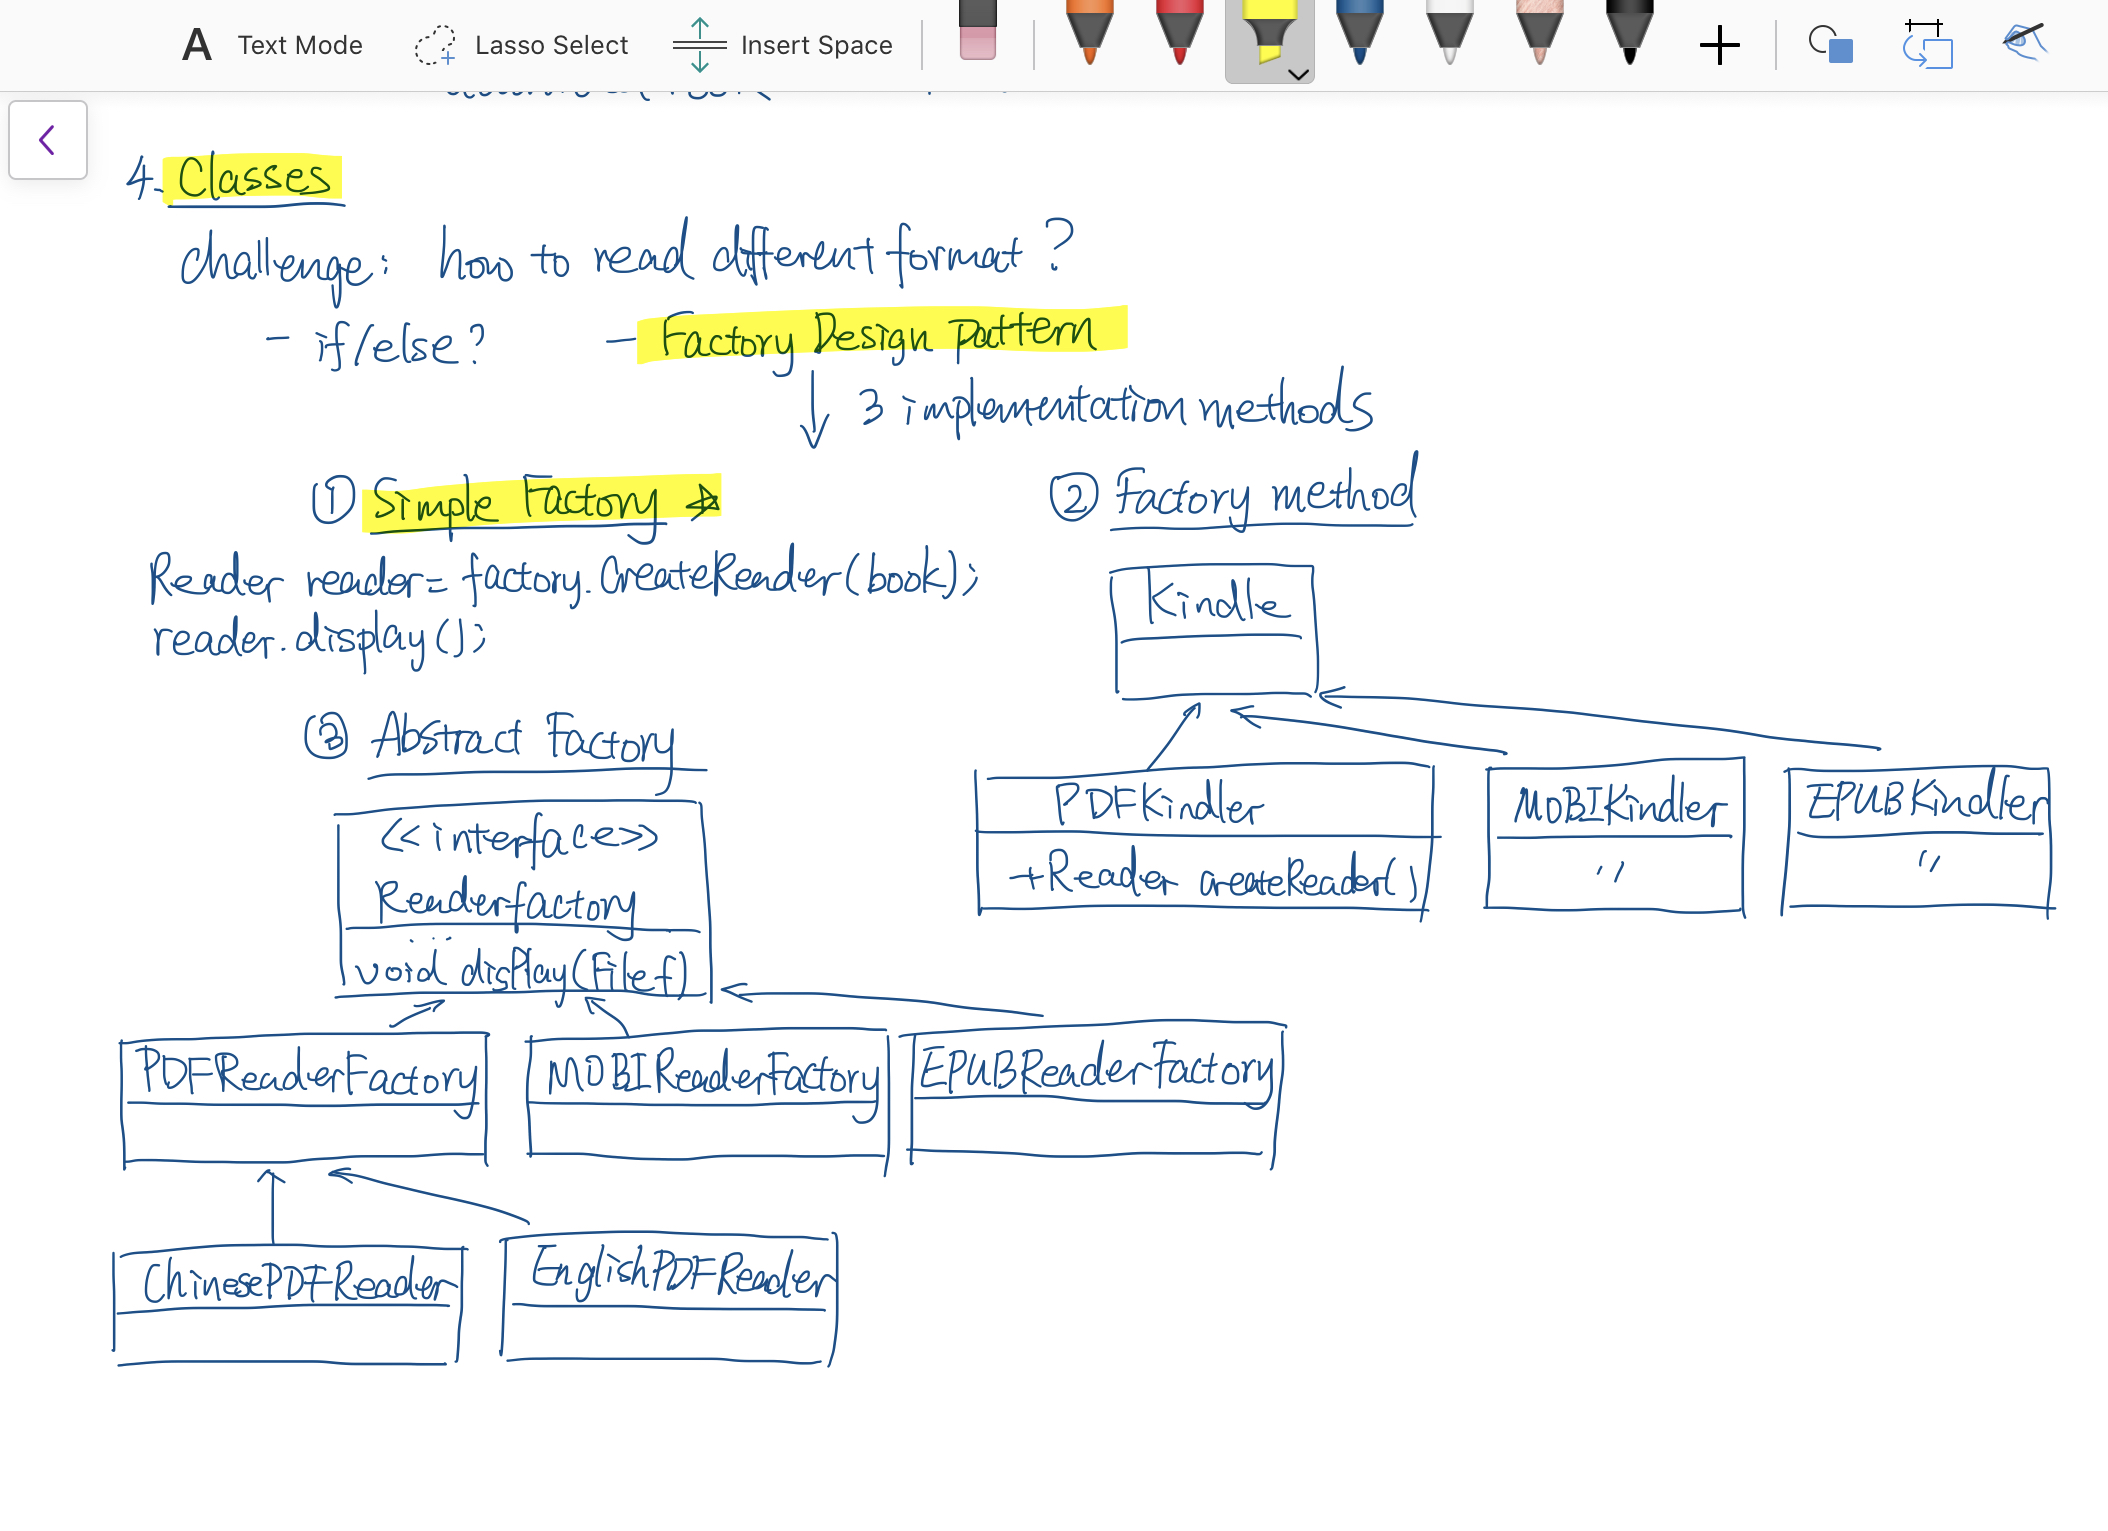 A Text Mode Lasso Select Insert Space
4. Classes
challenge: how to read different format?
- if/else? - Factory Design pattern
↓ 3 implementation methods
① Simple Factory
② Factory method
Reader reader = factory.CreateReader(book);
reader.display();
Kindle
PDFKindler
+Reader createReader()
MOBIKindler
"
EPUBKindler
"
③ Abstract Factory
<<interface>>
Readerfactory
...
void display(File f)
PDFReaderFactory
MOBIReaderFactory
EPUBReaderFactory
ChinesePDFReader
EnglishPDFReader